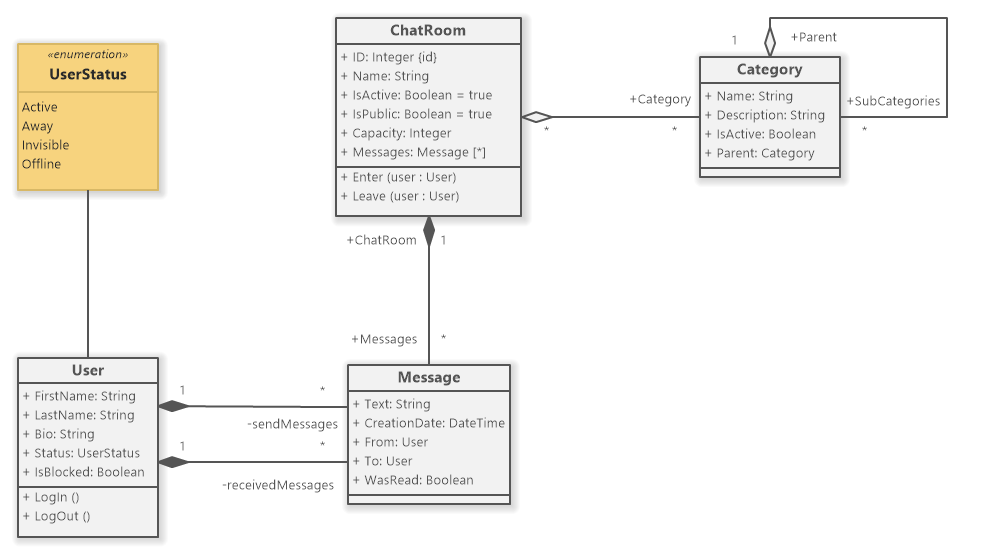 «enumeration»
UserStatus
Active
Away
Invisible
Offline
ChatRoom
+ ID: Integer {id}
+ Name: String
+ IsActive: Boolean = true
+ IsPublic: Boolean = true
+ Capacity: Integer
+ Messages: Message [*]
+ Enter (user : User)
+ Leave (user : User)
1
+Parent
Category
+ Name: String
+ Description: String
+ IsActive: Boolean
+ Parent: Category
+Category
*
*
+SubCategories
*
+ChatRoom
1
+Messages
*
User
+ FirstName: String
+ LastName: String
+ Bio: String
+ Status: UserStatus
+ IsBlocked: Boolean
+ LogIn ()
+ LogOut ()
1
*
-sendMessages
1
*
-receivedMessages
Message
+ Text: String
+ CreationDate: DateTime
+ From: User
+ To: User
+ WasRead: Boolean